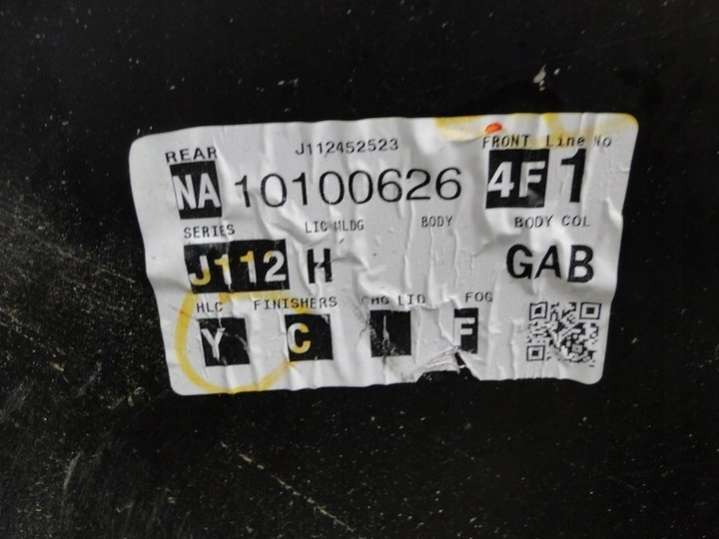 REAR J112452523 FRONT Line No
NA 10100626 4F 1
SERIES LIC MLDG BODY BODY COL
J112 H GAB
HLC FINISHERS CHG LID FOG
Y C F